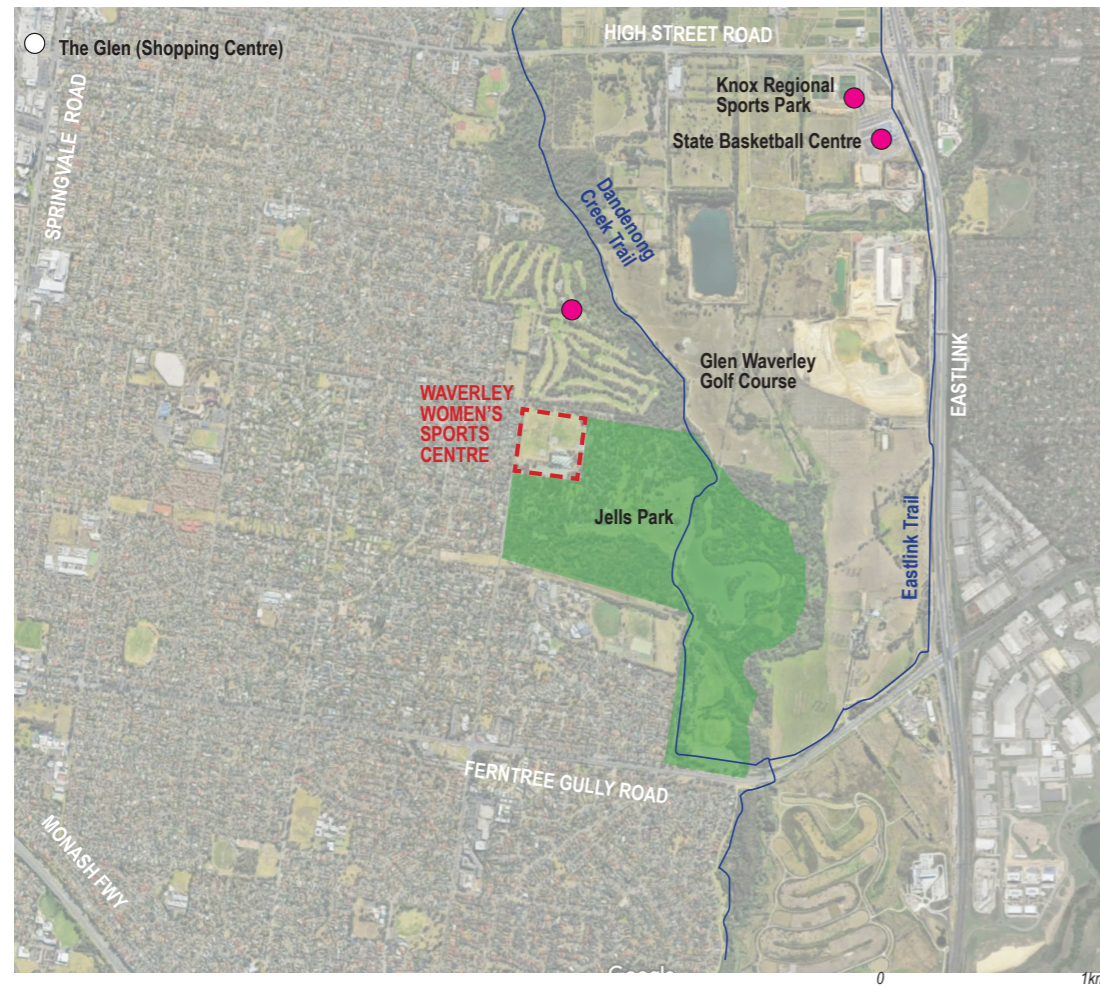 The Glen (Shopping Centre)
HIGH STREET ROAD
SPRINGVALE ROAD
Knox Regional
Sports Park
State Basketball Centre
Dandenong
Creek Trail
Glen Waverley
Golf Course
EASTLINK
WAVERLEY
WOMEN'S
SPORTS
CENTRE
Jells Park
Eastlink Trail
FERNTREE GULLY ROAD
MONASH FWY
Google
0
1km